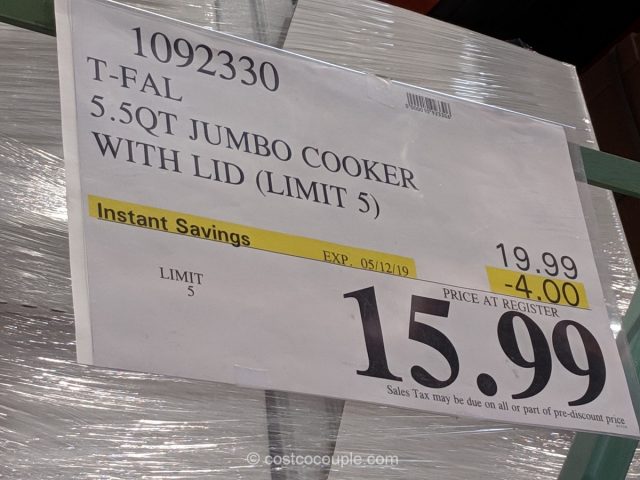 1092330
T-FAL
5.5QT JUMBO COOKER
WITH LID (LIMIT 5)
Instant Savings
EXP. 05/12/19
19.99
-4.00
LIMIT
5
PRICE AT REGISTER
15.99
Sales Tax may be due on all or part of pre-discount price
© costcocouple.com